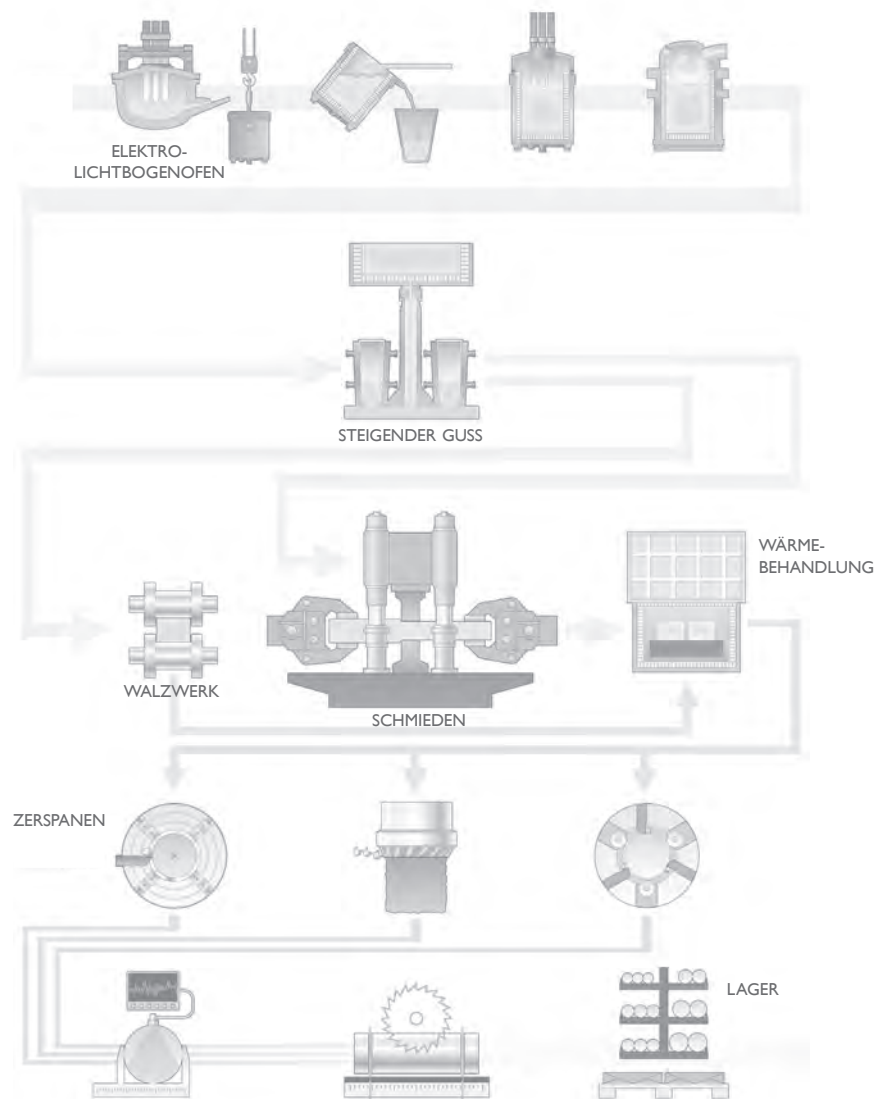 ELEKTRO-
LICHTBOGENOFEN
STEIGENDER GUSS
WÄRME-
BEHANDLUNG
WALZWERK
SCHMIEDEN
ZERSPANEN
LAGER